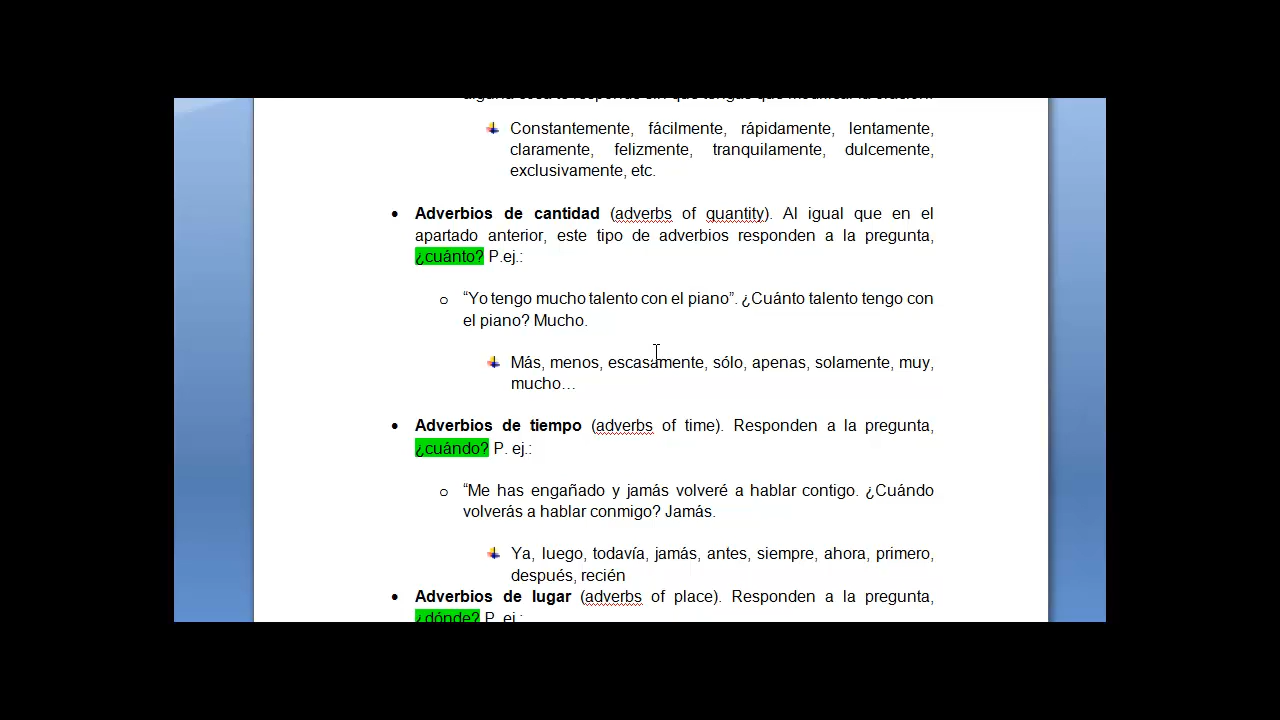 Constantemente, fácilmente, rápidamente, lentamente,
claramente, felizmente, tranquilamente, dulcemente,
exclusivamente, etc.
• Adverbios de cantidad (adverbs of quantity). Al igual que en el
apartado anterior, este tipo de adverbios responden a la pregunta,
¿cuánto? P.ej.:
o “Yo tengo mucho talento con el piano”. ¿Cuánto talento tengo con
el piano? Mucho.
Más, menos, escasamente, sólo, apenas, solamente, muy,
mucho…
• Adverbios de tiempo (adverbs of time). Responden a la pregunta,
¿cuándo? P. ej.:
o “Me has engañado y jamás volveré a hablar contigo. ¿Cuándo
volverás a hablar conmigo? Jamás.
Ya, luego, todavía, jamás, antes, siempre, ahora, primero,
después, recién
• Adverbios de lugar (adverbs of place). Responden a la pregunta,
¿dónde? P. ej.: